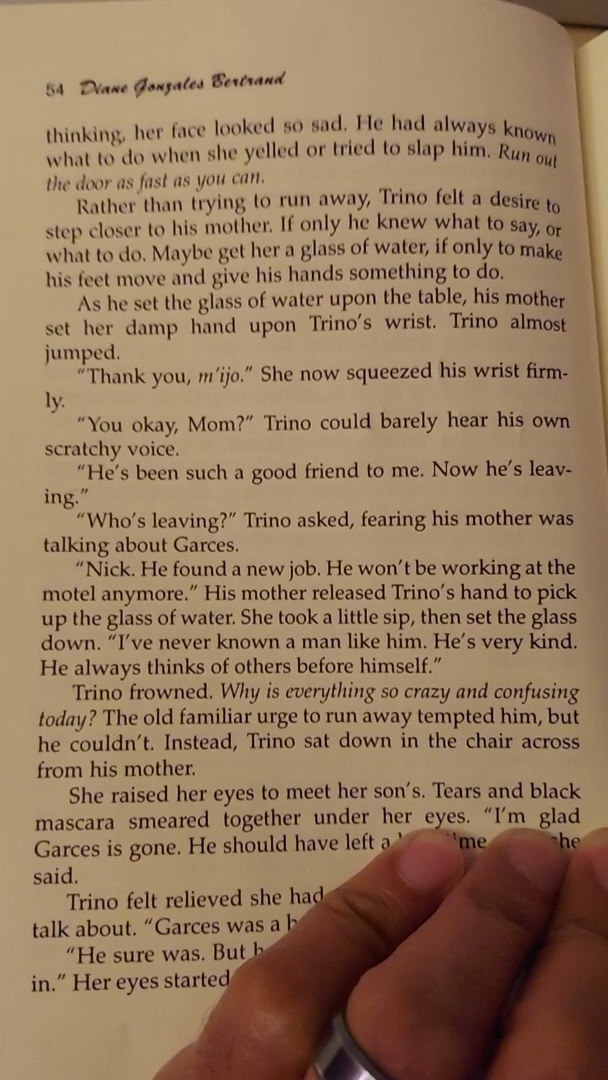 54 Diane Gonzales Bertrand
thinking, her face looked so sad. He had always known
what to do when she yelled or tried to slap him. Run out
the door as fast as you can.
Rather than trying to run away, Trino felt a desire to
step closer to his mother. If only he knew what to say, or
what to do. Maybe get her a glass of water, if only to make
his feet move and give his hands something to do.
As he set the glass of water upon the table, his mother
set her damp hand upon Trino's wrist. Trino almost
jumped.
"Thank you, m'ijo." She now squeezed his wrist firm-
ly.
"You okay, Mom?" Trino could barely hear his own
scratchy voice.
"He's been such a good friend to me. Now he's leav-
ing."
"Who's leaving?" Trino asked, fearing his mother was
talking about Garces.
"Nick. He found a new job. He won't be working at the
motel anymore." His mother released Trino's hand to pick
up the glass of water. She took a little sip, then set the glass
down. "I've never known a man like him. He's very kind.
He always thinks of others before himself."
Trino frowned. Why is everything so crazy and confusing
today? The old familiar urge to run away tempted him, but
he couldn't. Instead, Trino sat down in the chair across
from his mother.
She raised her eyes to meet her son's. Tears and black
mascara smeared together under her eyes. "I'm glad
Garces is gone. He should have left a
said.
Trino felt relieved she had
talk about. "Garces was a
"He sure was. But
in." Her eyes started